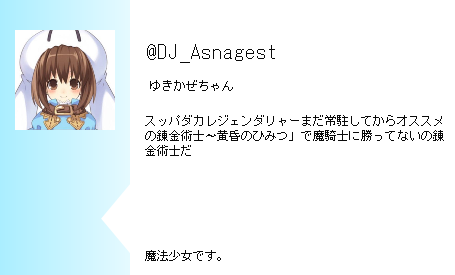 @DJ_Asnagest
ゆきかぜちゃん
スッパダカレジェンダリャーまだ常駐してからオススメ
の錬金術士～黄昏のひみつ」で魔騎士に勝ってないの錬
金術士だ
魔法少女です。